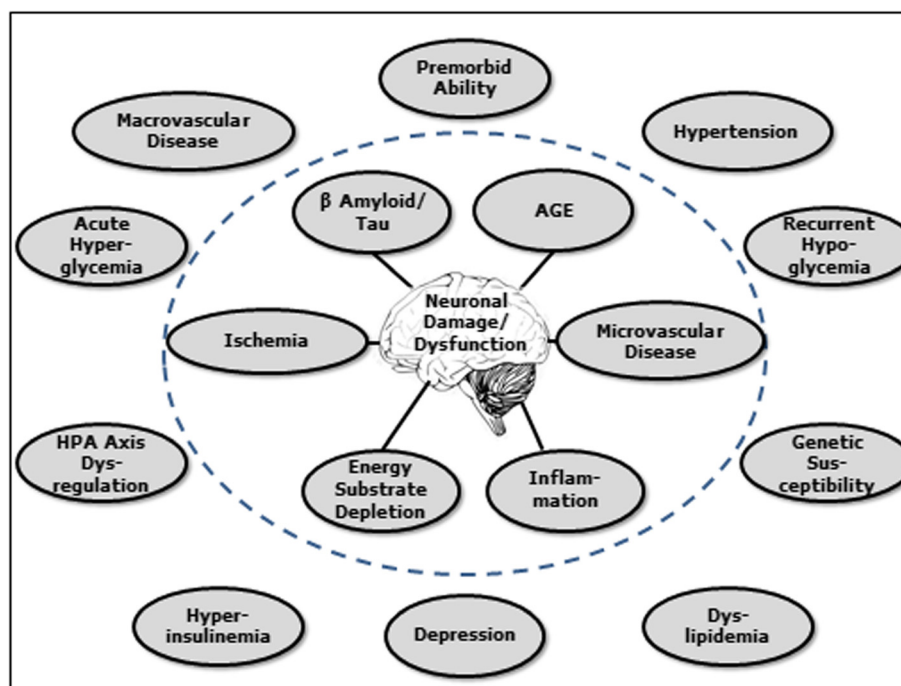 Premorbid
Ability
Macrovascular
Disease
Hypertension
β Amyloid/
Tau
AGE
Acute
Hyper-
glycemia
Recurrent
Hypo-
glycemia
Neuronal
Damage/
Dysfunction
Ischemia
Microvascular
Disease
HPA Axis
Dys-
regulation
Energy
Substrate
Depletion
Inflam-
mation
Genetic
Sus-
ceptibility
Hyper-
insulinemia
Depression
Dys-
lipidemia